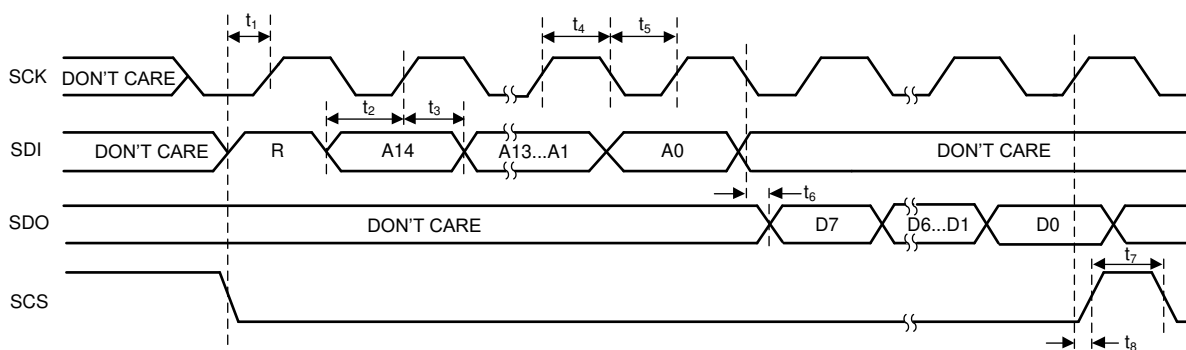 t1 t4 t5
SCK DON'T CARE
t2 t3
SDI DON'T CARE R A14 A13...A1 A0 DON'T CARE
t6
SDO DON'T CARE D7 D6...D1 D0
t7
SCS
t8